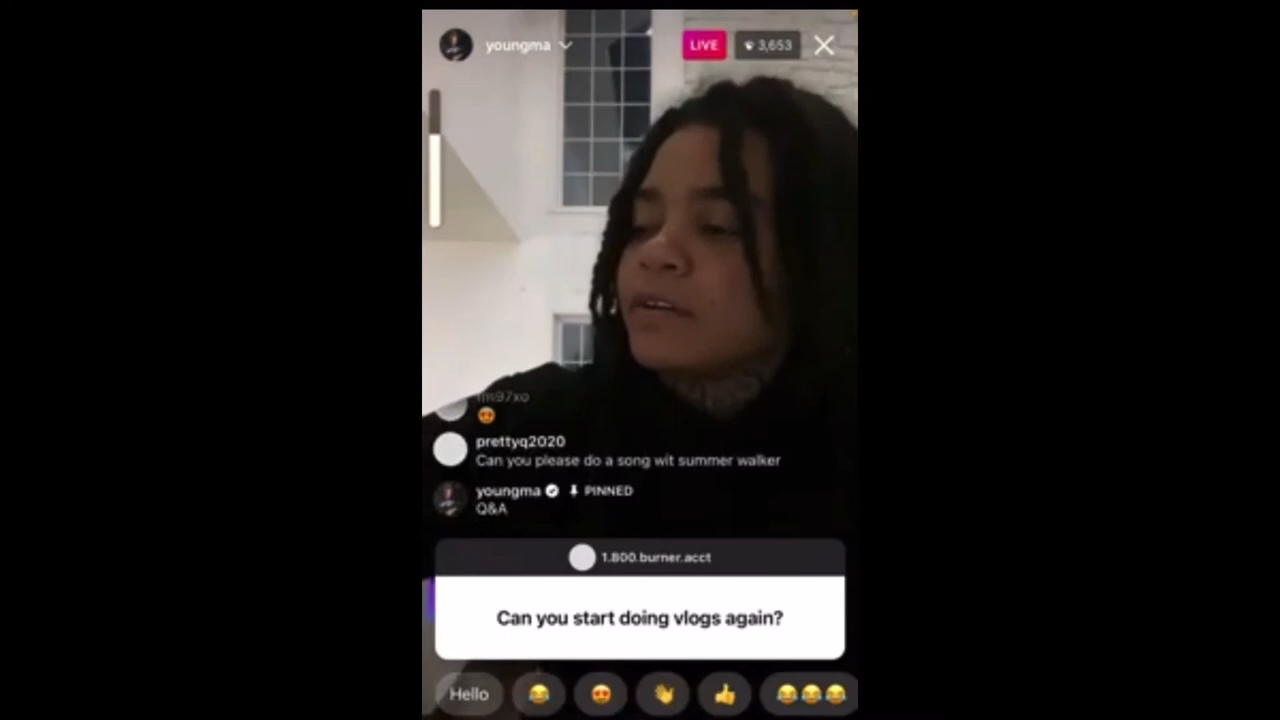 youngma
LIVE
3,653
rm97xo
😍
prettyq2020
Can you please do a song wit summer walker
youngma PINNED
Q&A
1.800.burner.acct
Can you start doing vlogs again?
Hello 😂 😍 👋 👍 😂😂😂